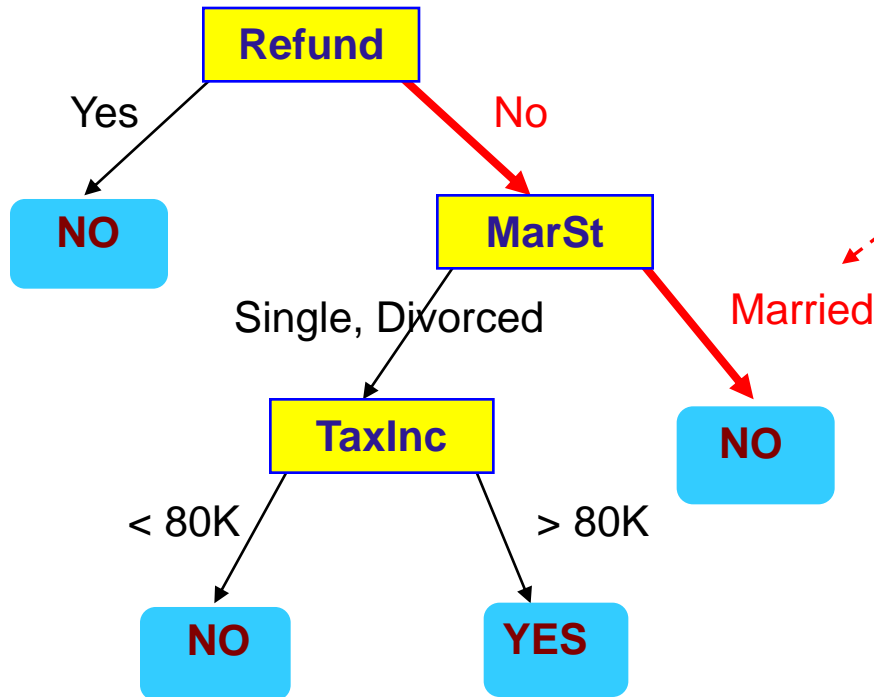 Refund
Yes
No
NO
MarSt
Single, Divorced
Married
TaxInc
NO
< 80K
> 80K
NO
YES